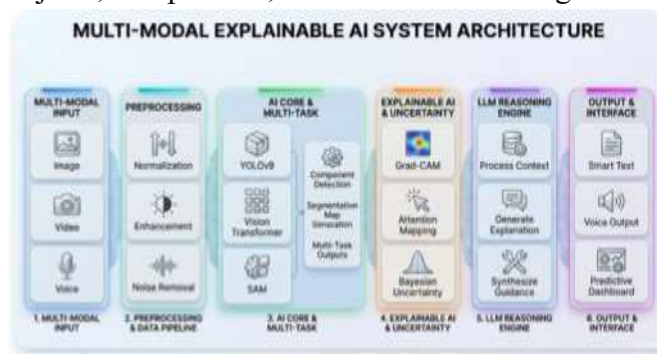 MULTI-MODAL EXPLAINABLE AI SYSTEM ARCHITECTURE
MULTI-MODAL
INPUT
Image
Video
Voice
1. MULTI-MODAL
INPUT
PREPROCESSING
Normalization
Enhancement
Noise Removal
2. PREPROCESSING
& DATA PIPELINE
AI CORE &
MULTI-TASK
YOLOv9
Vision
Transformer
SAM
Component
Detection
Segmentation
Map
Generation
Multi-Task
Outputs
3. AI CORE &
MULTI-TASK
EXPLAINABLE AI
& UNCERTAINTY
Grad-CAM
Attention
Mapping
Bayesian
Uncertainty
4. EXPLAINABLE AI
& UNCERTAINTY
LLM REASONING
ENGINE
Process Context
Generate
Explanation
Synthesize
Guidance
5. LLM REASONING
ENGINE
OUTPUT &
INTERFACE
Smart Text
Voice Output
Predictive
Dashboard
6. OUTPUT &
INTERFACE